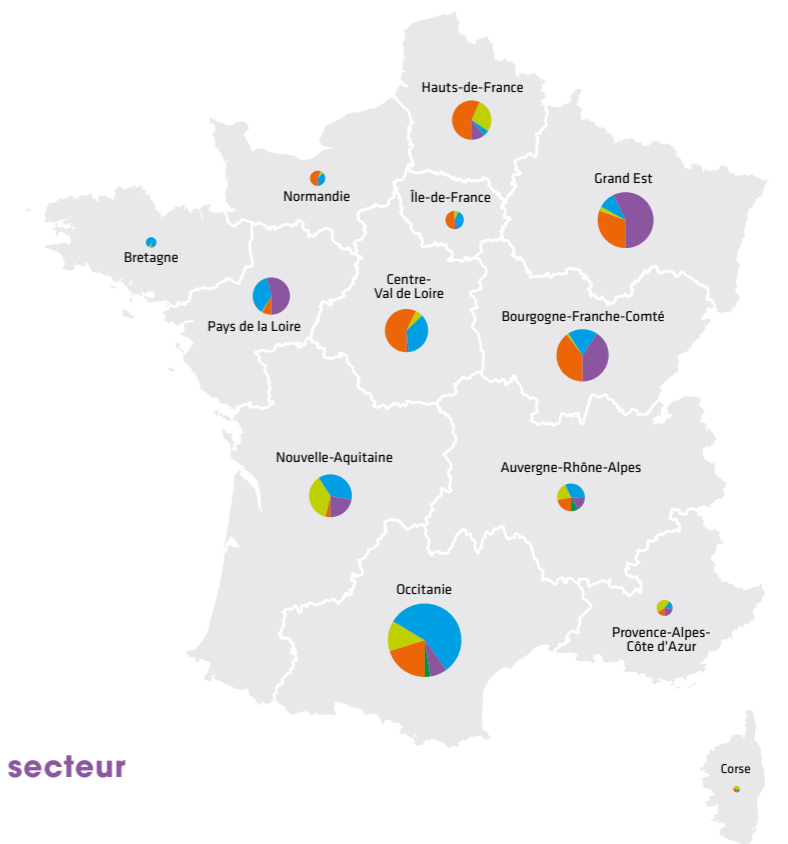 Hauts-de-France
Grand Est
Normandie
Île-de-France
Bretagne
Centre-
Val de Loire
Pays de la Loire
Bourgogne-Franche-Comté
Nouvelle-Aquitaine
Auvergne-Rhône-Alpes
Occitanie
Provence-Alpes-
Côte d'Azur
secteur
Corse